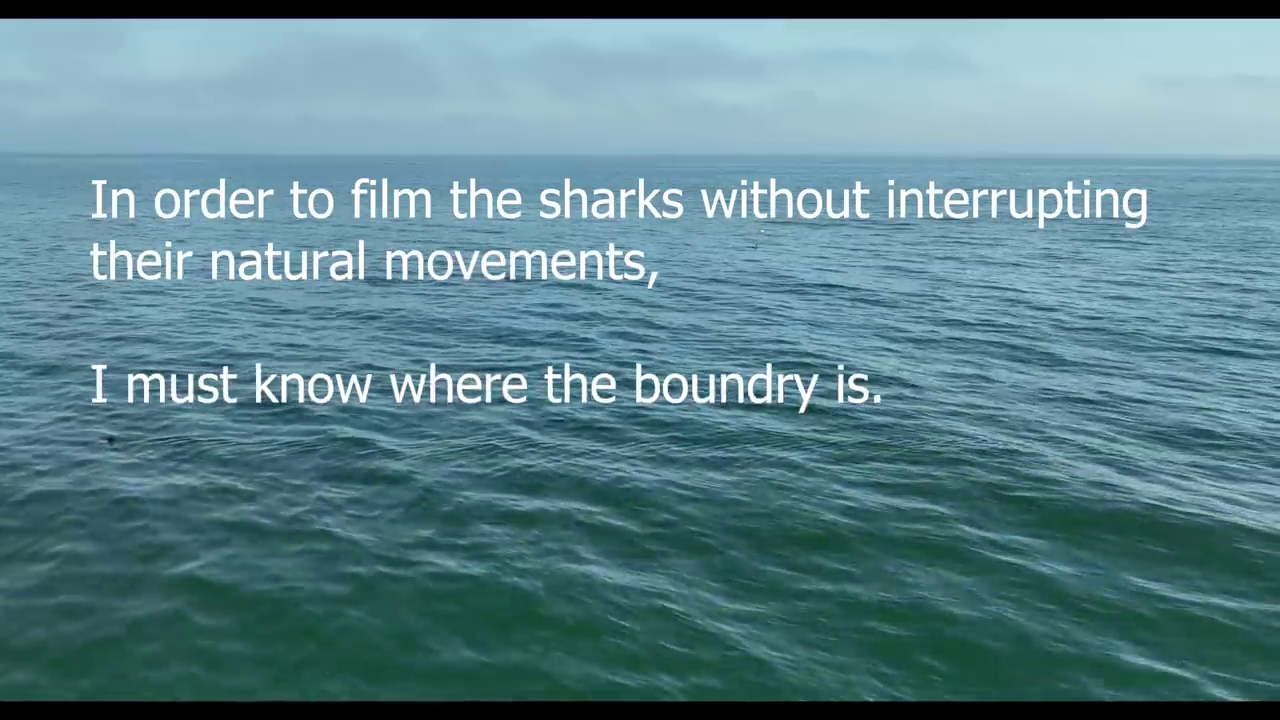 In order to film the sharks without interrupting
their natural movements,
I must know where the boundry is.